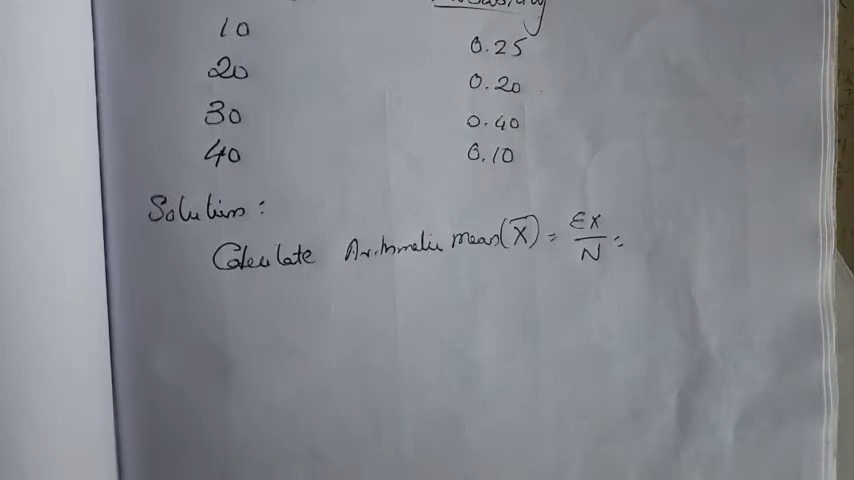 10 0.25
20 0.20
30 0.40
40 0.10
Solution:
Calculate Arithmetic mean (X̄) = ΣX/N =